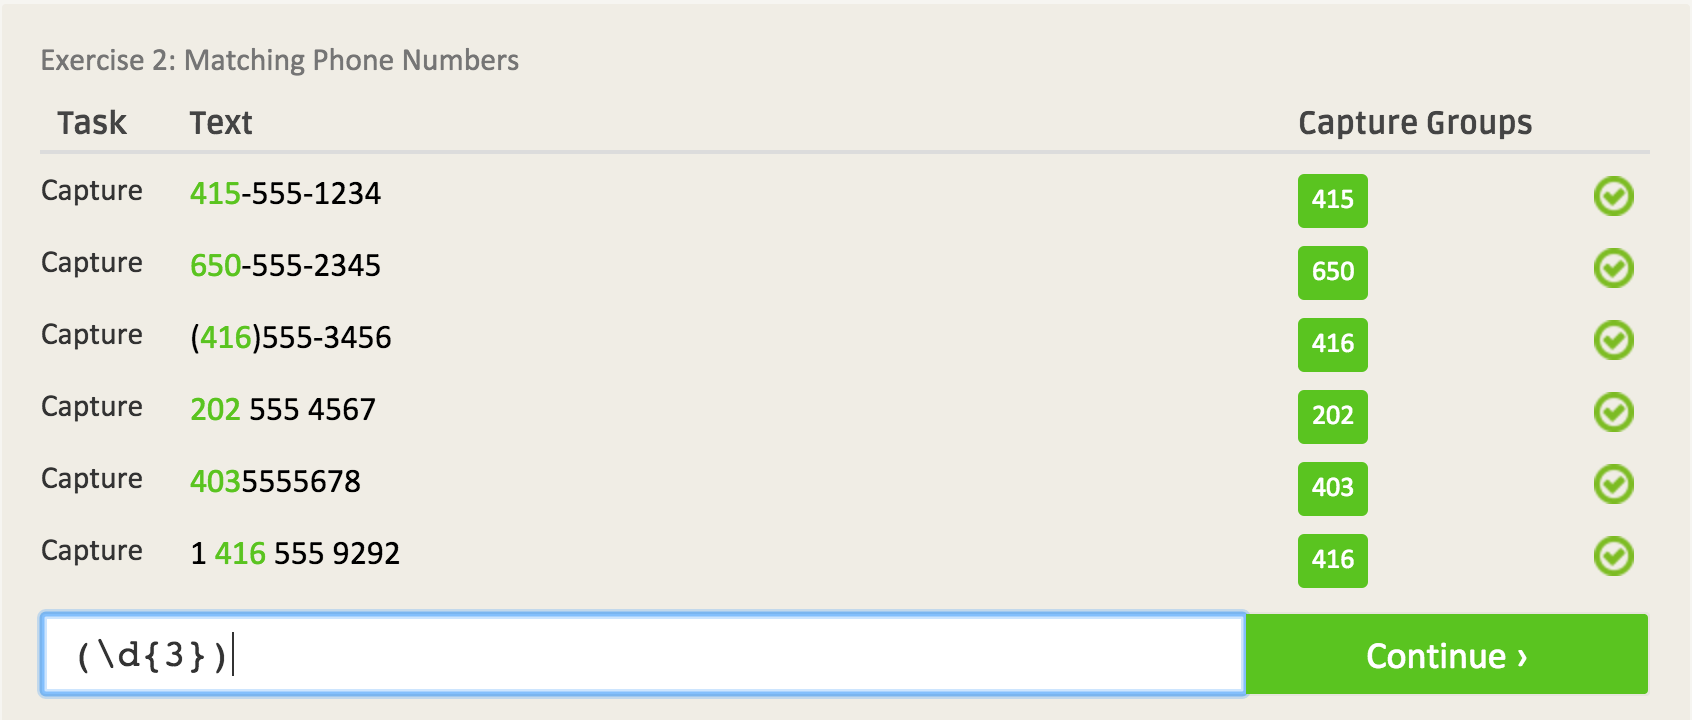 Exercise 2: Matching Phone Numbers
Task Text Capture Groups
Capture 415-555-1234 415
Capture 650-555-2345 650
Capture (416)555-3456 416
Capture 202 555 4567 202
Capture 4035555678 403
Capture 1 416 555 9292 416
(\d{3}) Continue ›